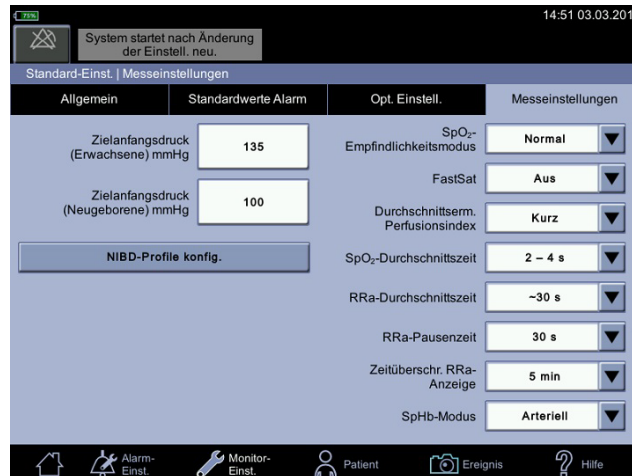 75%
14:51 03.03.201
System startet nach Änderung
der Einstell. neu.
Standard-Einst. | Messeinstellungen
Allgemein
Standardwerte Alarm
Opt. Einstell.
Messeinstellungen
Zielanfangsdruck
(Erwachsene) mmHg
135
Zielanfangsdruck
(Neugeborene) mmHg
100
NIBD-Profile konfig.
SpO₂-
Empfindlichkeitsmodus
Normal
FastSat
Aus
Durchschnittserm.
Perfusionsindex
Kurz
SpO₂-Durchschnittszeit
2 – 4 s
RRa-Durchschnittszeit
~30 s
RRa-Pausenzeit
30 s
Zeitüberschr. RRa-
Anzeige
5 min
SpHb-Modus
Arteriell
Alarm-
Einst.
Monitor-
Einst.
Patient
Ereignis
Hilfe